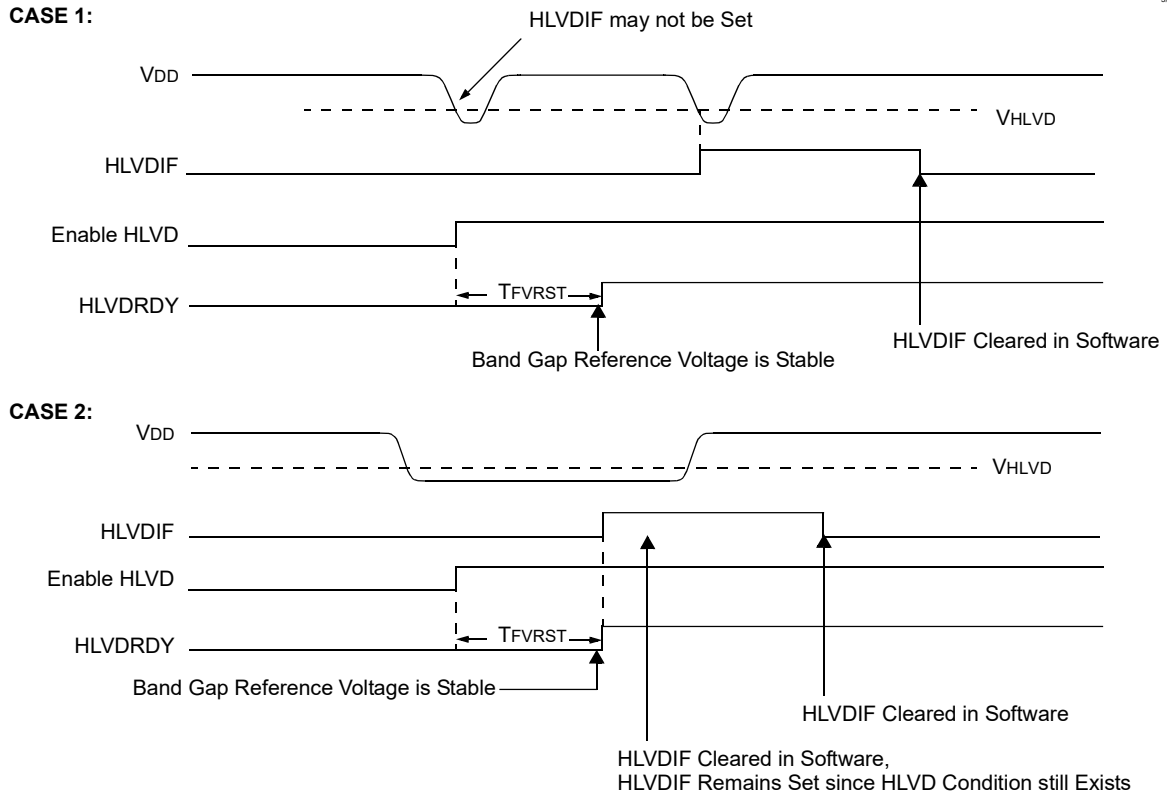 CASE 1:
HLVDIF may not be Set
VDD
VHLVD
HLVDIF
Enable HLVD
TFVRST
HLVDRDY
HLVDIF Cleared in Software
Band Gap Reference Voltage is Stable
CASE 2:
VDD
VHLVD
HLVDIF
Enable HLVD
TFVRST
HLVDRDY
Band Gap Reference Voltage is Stable
HLVDIF Cleared in Software
HLVDIF Cleared in Software,
HLVDIF Remains Set since HLVD Condition still Exists